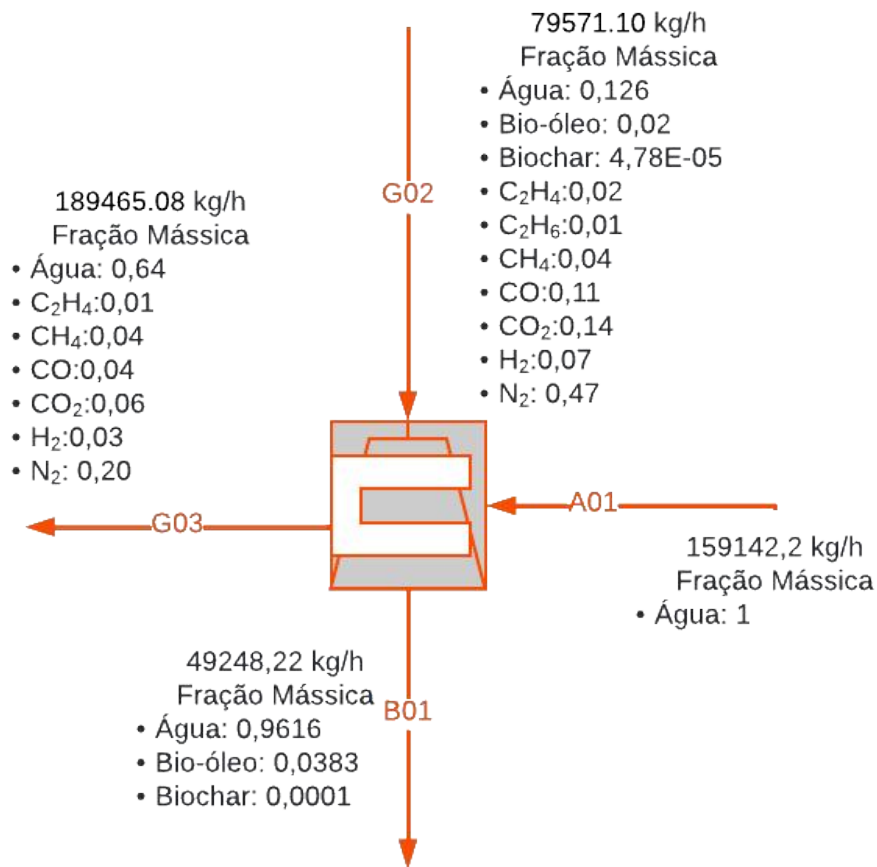 79571.10 kg/h
Fração Mássica
• Água: 0,126
• Bio-óleo: 0,02
• Biochar: 4,78E-05
• C₂H₄:0,02
• C₂H₆:0,01
• CH₄:0,04
• CO:0,11
• CO₂:0,14
• H₂:0,07
• N₂: 0,47
G02
189465.08 kg/h
Fração Mássica
• Água: 0,64
• C₂H₄:0,01
• CH₄:0,04
• CO:0,04
• CO₂:0,06
• H₂:0,03
• N₂: 0,20
G03
A01
159142,2 kg/h
Fração Mássica
• Água: 1
49248,22 kg/h
Fração Mássica
• Água: 0,9616
• Bio-óleo: 0,0383
• Biochar: 0,0001
B01